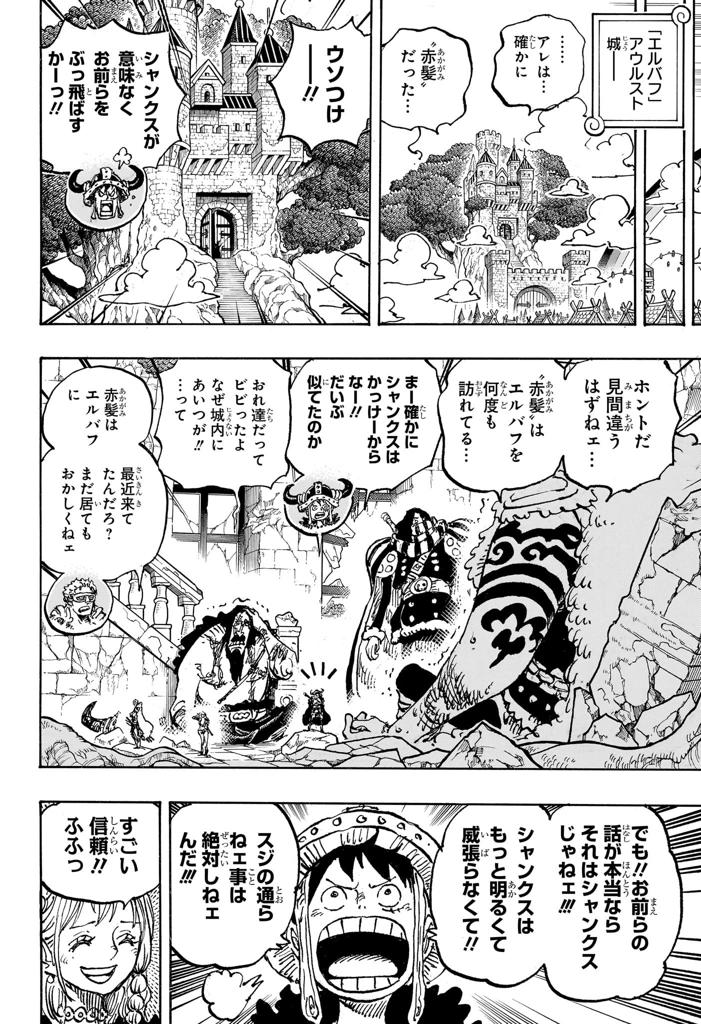 「エルバフ」
アウルスト
城——
……
アレは…
確かに
〝赤髪〟
だった…
ウソつけ
——!!
シャンクスが
意味なく
お前らを
ぶっ飛ばす
かーっ!!
ホントだ
見間違う
はずねェ…
〝赤髪〟は
エルバフを
何度も
訪れてる…
まー確かに
シャンクスは
かっけーから
なー!!
だいぶ
似てたのか
おれ達だって
ビビったよ
なぜ城内に
あいつが!!
…って
赤髪は
エルバフ
に
最近来て
たんだろ?
まだ居ても
おかしくねェ
でも!!お前らの
話が本当なら
それはシャンクス
じゃねェ!!!
シャンクスは
もっと明るくて
威張らなくて!!
スジの通ら
ねェ事は
絶対しねェ
んだ!!!
すごい
信頼!!
ふふっ